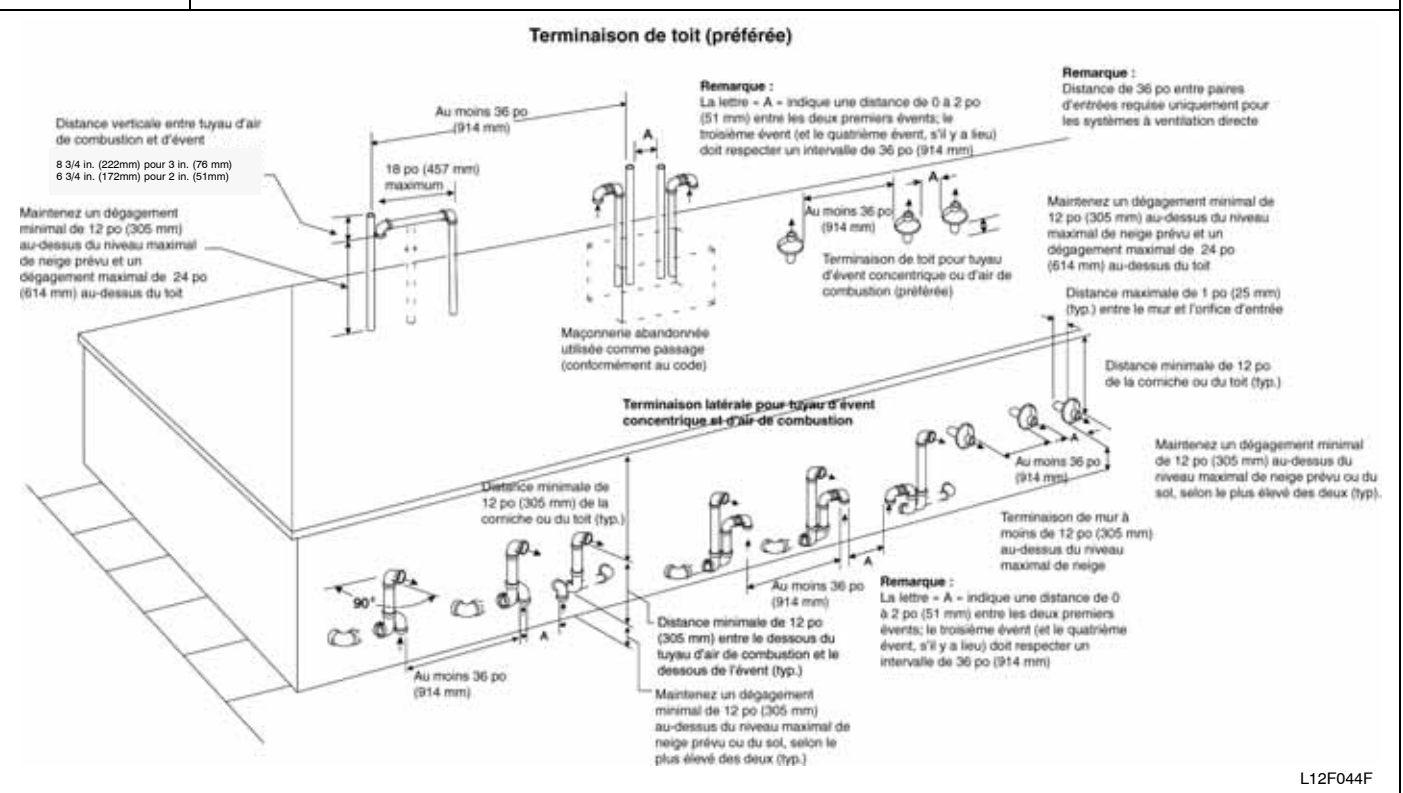 Terminaison de toit (préférée)
Distance verticale entre tuyau d'air
de combustion et d'évent
8 3/4 in. (222mm) pour 3 in. (76 mm)
6 3/4 in. (172mm) pour 2 in. (51mm)
Maintenez un dégagement
minimal de 12 po (305 mm)
au-dessus du niveau maximal
de neige prévu et un
dégagement maximal de 24 po
(614 mm) au-dessus du toit
Au moins 36 po
(914 mm)
18 po (457 mm)
maximum
A
Remarque :
La lettre « A » indique une distance de 0 à 2 po
(51 mm) entre les deux premiers évents; le
troisième évent (et le quatrième évent, s'il y a lieu)
doit respecter un intervalle de 36 po (914 mm)
Remarque :
Distance de 36 po entre paires
d'entrées requise uniquement pour
les systèmes à ventilation directe
A
Au moins 36 po
(914 mm)
Terminaison de toit pour tuyau
d'évent concentrique ou d'air de
combustion (préférée)
Maintenez un dégagement minimal de
12 po (305 mm) au-dessus du niveau
maximal de neige prévu et un
dégagement maximal de 24 po
(614 mm) au-dessus du toit
Distance maximale de 1 po (25 mm)
(typ.) entre le mur et l'orifice d'entrée
Maçonnerie abandonnée
utilisée comme passage
(conformément au code)
Distance minimale de 12 po
de la corniche ou du toit (typ.)
Terminaison latérale pour tuyau d'évent
concentrique et d'air de combustion
A
Au moins 36 po
(914 mm)
Maintenez un dégagement minimal
de 12 po (305 mm) au-dessus du
niveau maximal de neige prévu ou du
sol, selon le plus élevé des deux (typ).
Distance minimale de
12 po (305 mm) de la
corniche ou du toit (typ.)
Terminaison de mur à
moins de 12 po (305 mm)
au-dessus du niveau
maximal de neige
90°
A
Au moins 36 po
(914 mm)
A
Au moins 36 po
(914 mm)
Distance minimale de 12 po
(305 mm) entre le dessous du
tuyau d'air de combustion et le
dessous de l'évent (typ.)
Remarque :
La lettre « A » indique une distance de 0
à 2 po (51 mm) entre les deux premiers
évents; le troisième évent (et le quatrième
évent, s'il y a lieu) doit respecter un
intervalle de 36 po (914 mm)
Maintenez un dégagement
minimal de 12 po (305 mm)
au-dessus du niveau maximal de
neige prévu ou du sol, selon le
plus élevé des deux (typ.)
L12F044F